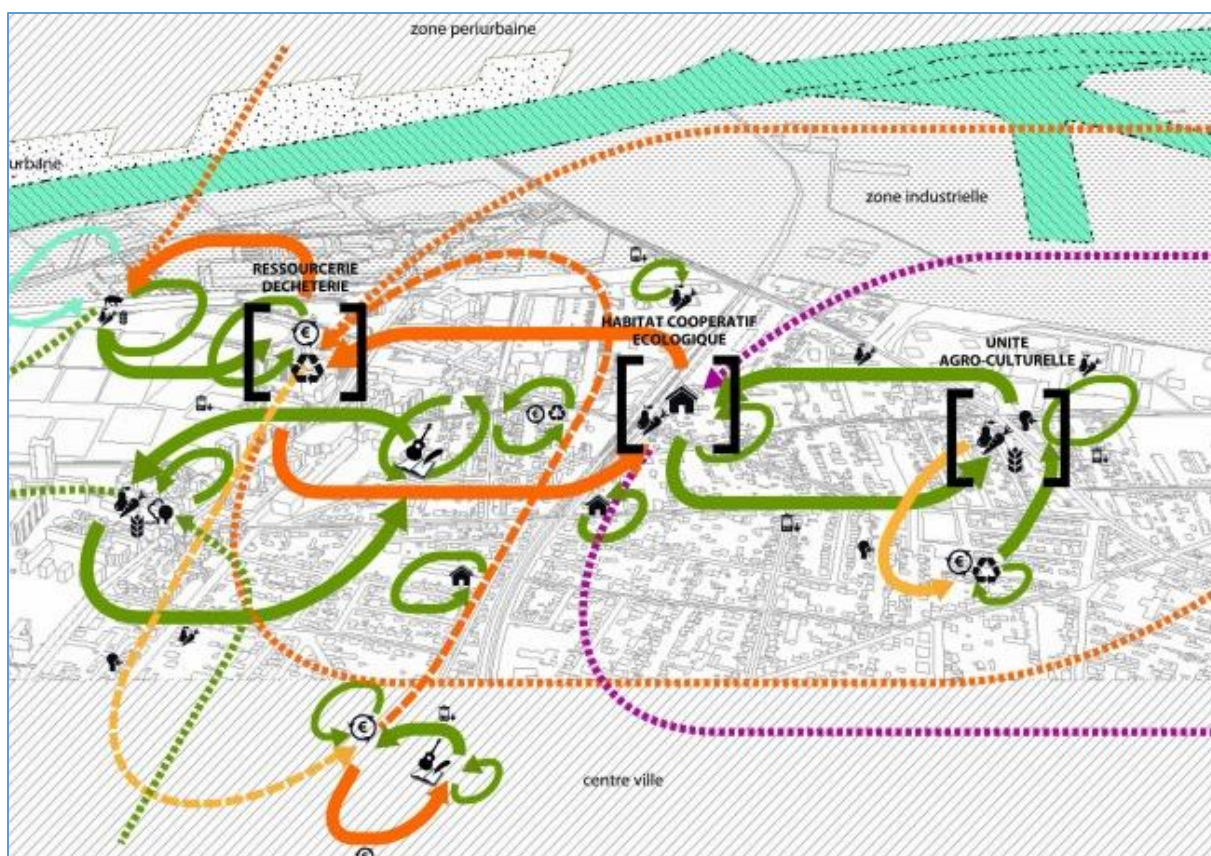 zone periurbaine
urbaine
zone industrielle
RESSOURCERIE
DECHETERIE
HABITAT COOPERATIF
ECOLOGIQUE
UNITE
AGRO-CULTURELLE
€
€
€
€
centre ville